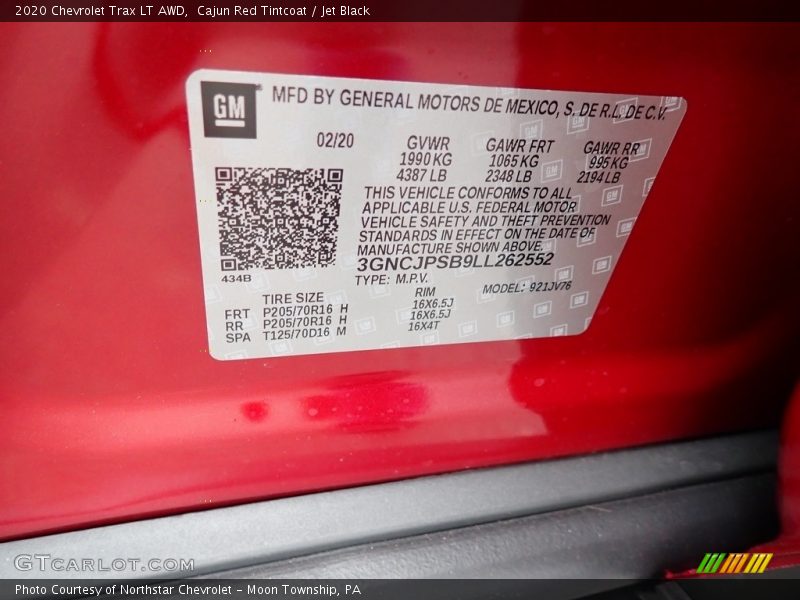 2020 Chevrolet Trax LT AWD,  Cajun Red Tintcoat / Jet Black
GM
MFD BY GENERAL MOTORS DE MEXICO, S. DE R.L. DE C.V.
02/20 GVWR GAWR FRT GAWR RR
1990 KG 1065 KG 995 KG
4387 LB 2348 LB 2194 LB
THIS VEHICLE CONFORMS TO ALL
APPLICABLE U.S. FEDERAL MOTOR
VEHICLE SAFETY AND THEFT PREVENTION
STANDARDS IN EFFECT ON THE DATE OF
MANUFACTURE SHOWN ABOVE.
3GNCJPSB9LL262552
434B TYPE: M.P.V. MODEL: 921JV76
TIRE SIZE RIM
FRT P205/70R16 H 16X6.5J
RR P205/70R16 H 16X6.5J
SPA T125/70D16 M 16X4T
GTCARLOT.COM
Photo Courtesy of Northstar Chevrolet - Moon Township, PA